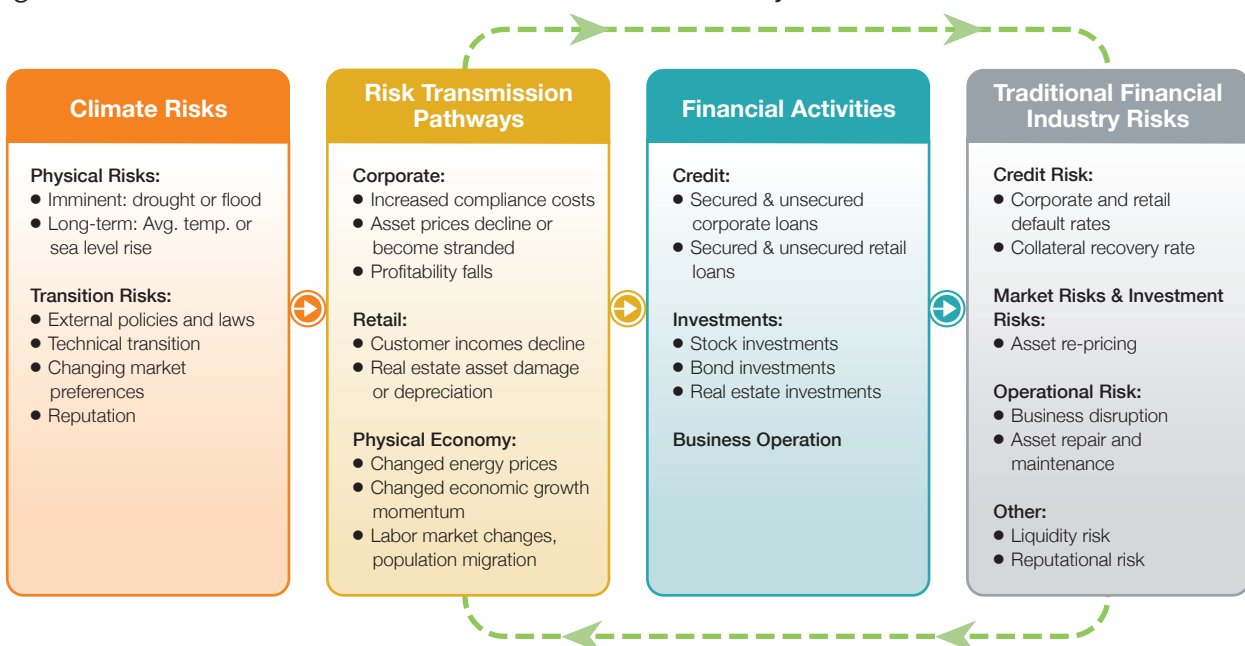 Climate Risks
Physical Risks:
● Imminent: drought or flood
● Long-term: Avg. temp. or
sea level rise
Transition Risks:
● External policies and laws
● Technical transition
● Changing market
preferences
● Reputation
Risk Transmission
Pathways
Corporate:
● Increased compliance costs
● Asset prices decline or
become stranded
● Profitability falls
Retail:
● Customer incomes decline
● Real estate asset damage
or depreciation
Physical Economy:
● Changed energy prices
● Changed economic growth
momentum
● Labor market changes,
population migration
Financial Activities
Credit:
● Secured & unsecured
corporate loans
● Secured & unsecured retail
loans
Investments:
● Stock investments
● Bond investments
● Real estate investments
Business Operation
Traditional Financial
Industry Risks
Credit Risk:
● Corporate and retail
default rates
● Collateral recovery rate
Market Risks & Investment
Risks:
● Asset re-pricing
Operational Risk:
● Business disruption
● Asset repair and
maintenance
Other:
● Liquidity risk
● Reputational risk